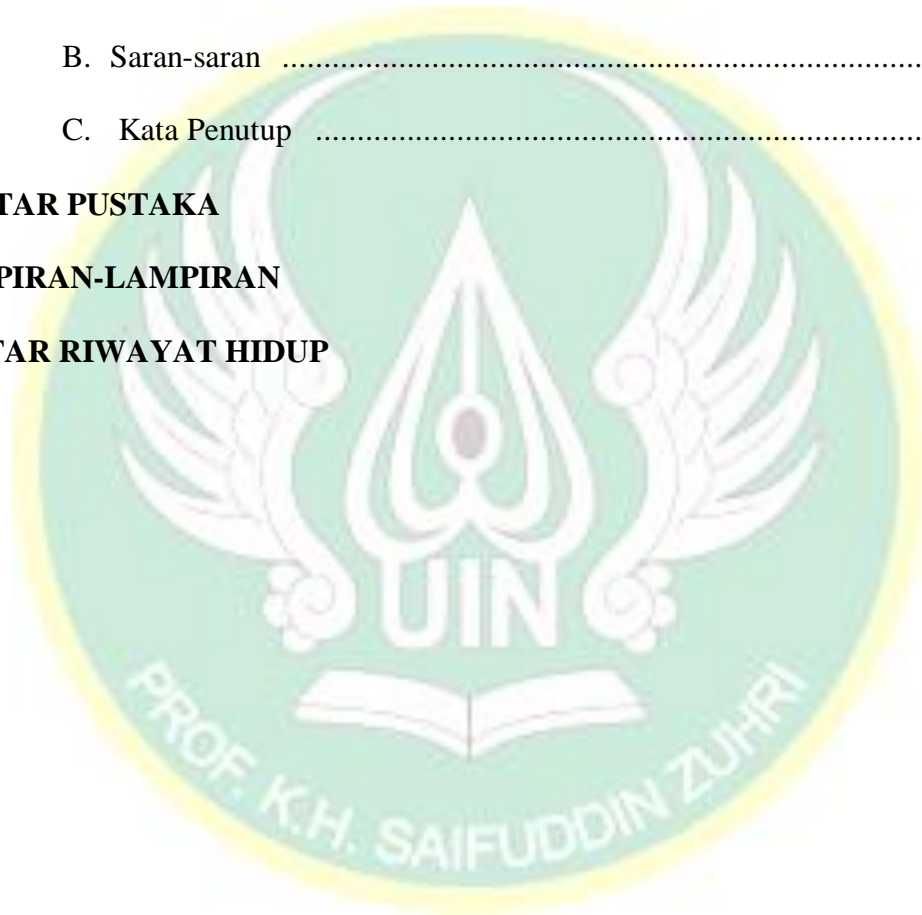 B. Saran-saran ........................................................................
C. Kata Penutup ....................................................................
TAR PUSTAKA
PIRAN-LAMPIRAN
TAR RIWAYAT HIDUP
UIN
PROF. K.H. SAIFUDDIN ZUHRI